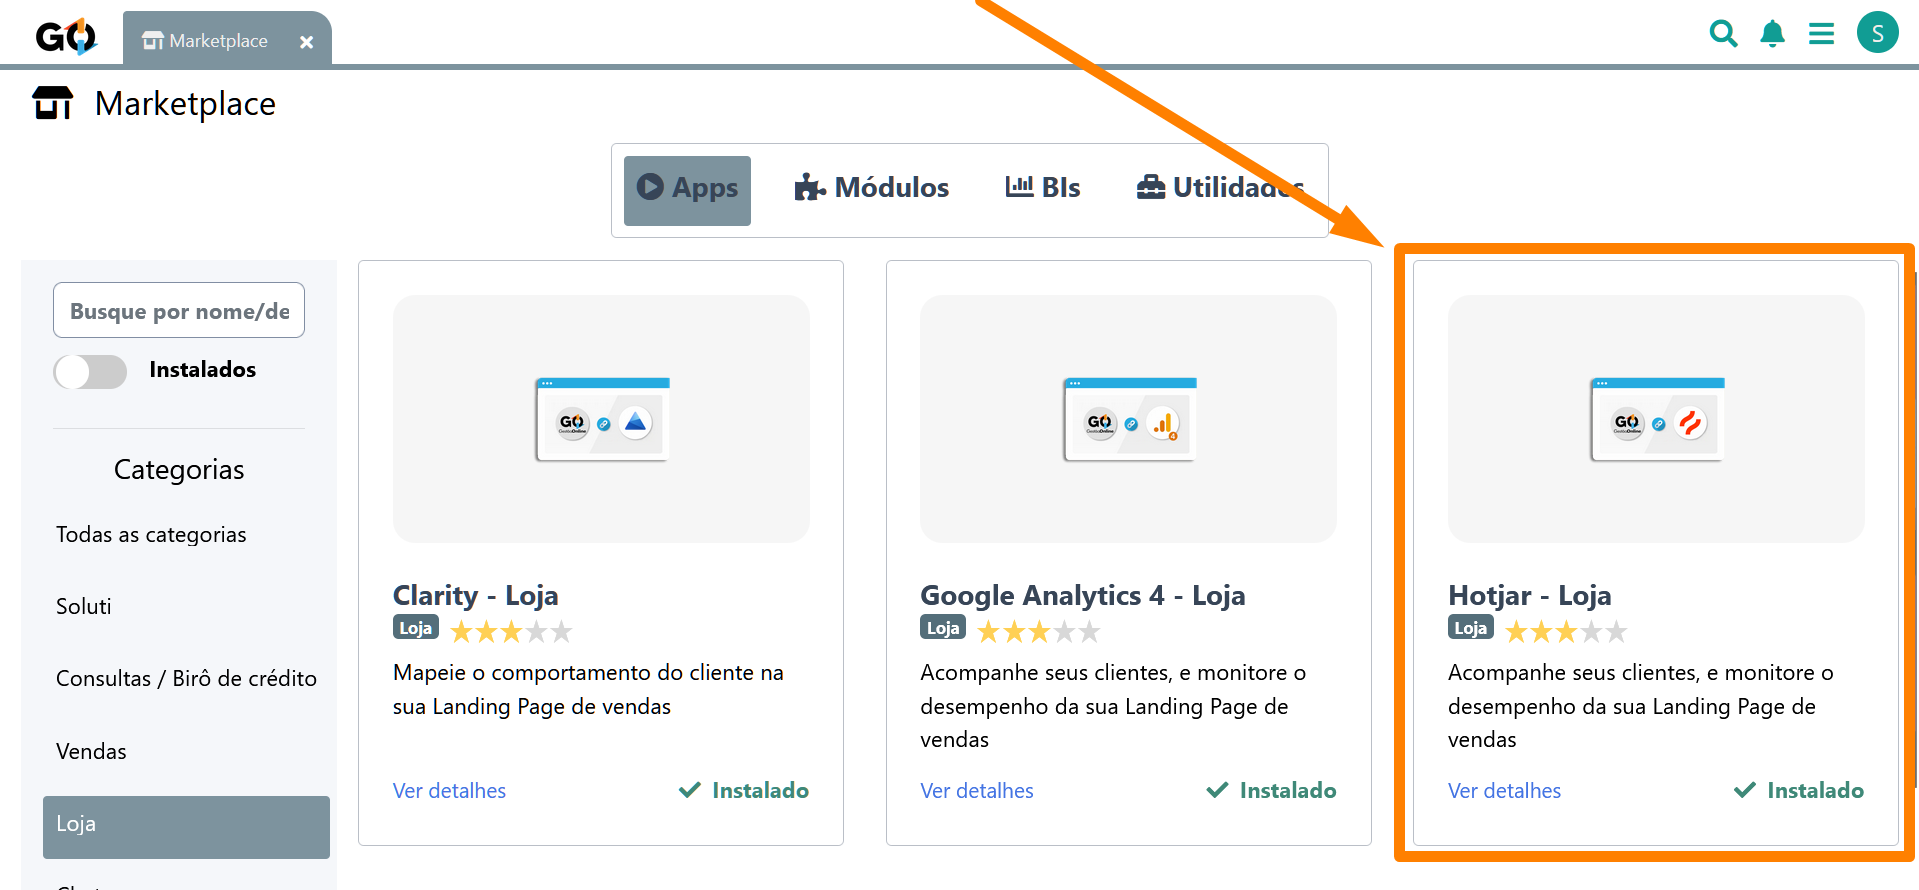 GO
Marketplace
S
Marketplace
Apps
Módulos
BIs
Utilidades
Busque por nome/de
Instalados
Categorias
Todas as categorias
Soluti
Consultas / Birô de crédito
Vendas
Loja
GO
Clarity - Loja
Loja
Mapeie o comportamento do cliente na
sua Landing Page de vendas
Ver detalhes
Instalado
GO
4
Google Analytics 4 - Loja
Loja
Acompanhe seus clientes, e monitore o
desempenho da sua Landing Page de
vendas
Ver detalhes
Instalado
GO
Hotjar - Loja
Loja
Acompanhe seus clientes, e monitore o
desempenho da sua Landing Page de
vendas
Ver detalhes
Instalado